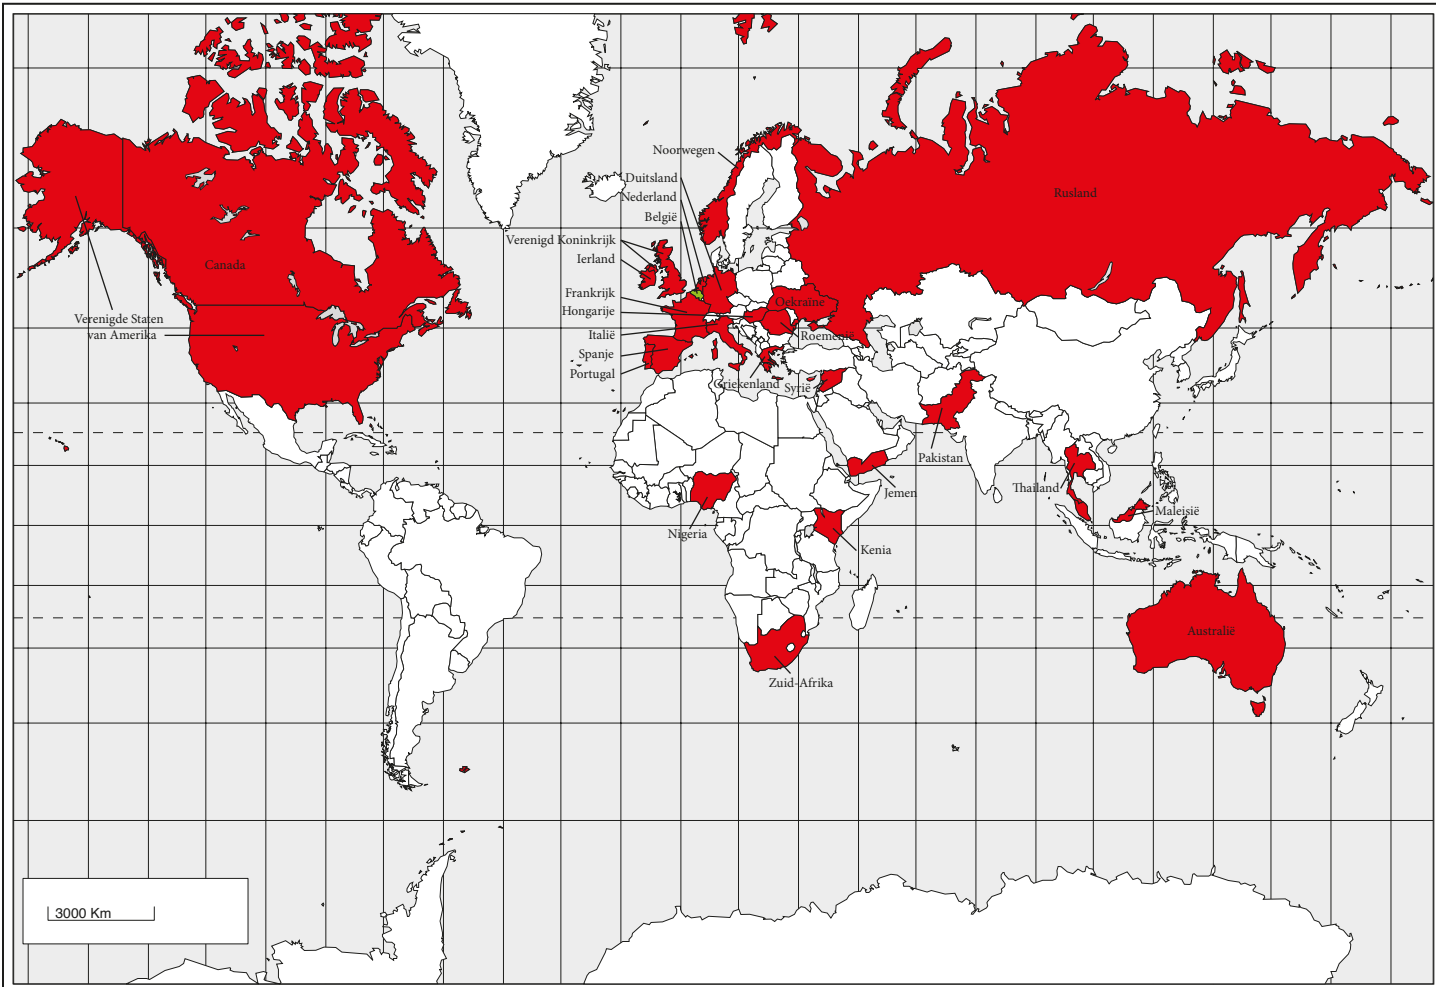 Noorwegen
Duitsland
Nederland
België
Rusland
Verenigd Koninkrijk
Ierland
Canada
Frankrijk
Oekraïne
Hongarije
Verenigde Staten
van Amerika
Italië
Roemenië
Spanje
Portugal
Griekenland
Syrië
Pakistan
Thailand
Jemen
Maleisië
Nigeria
Kenia
Australië
Zuid-Afrika
3000 Km